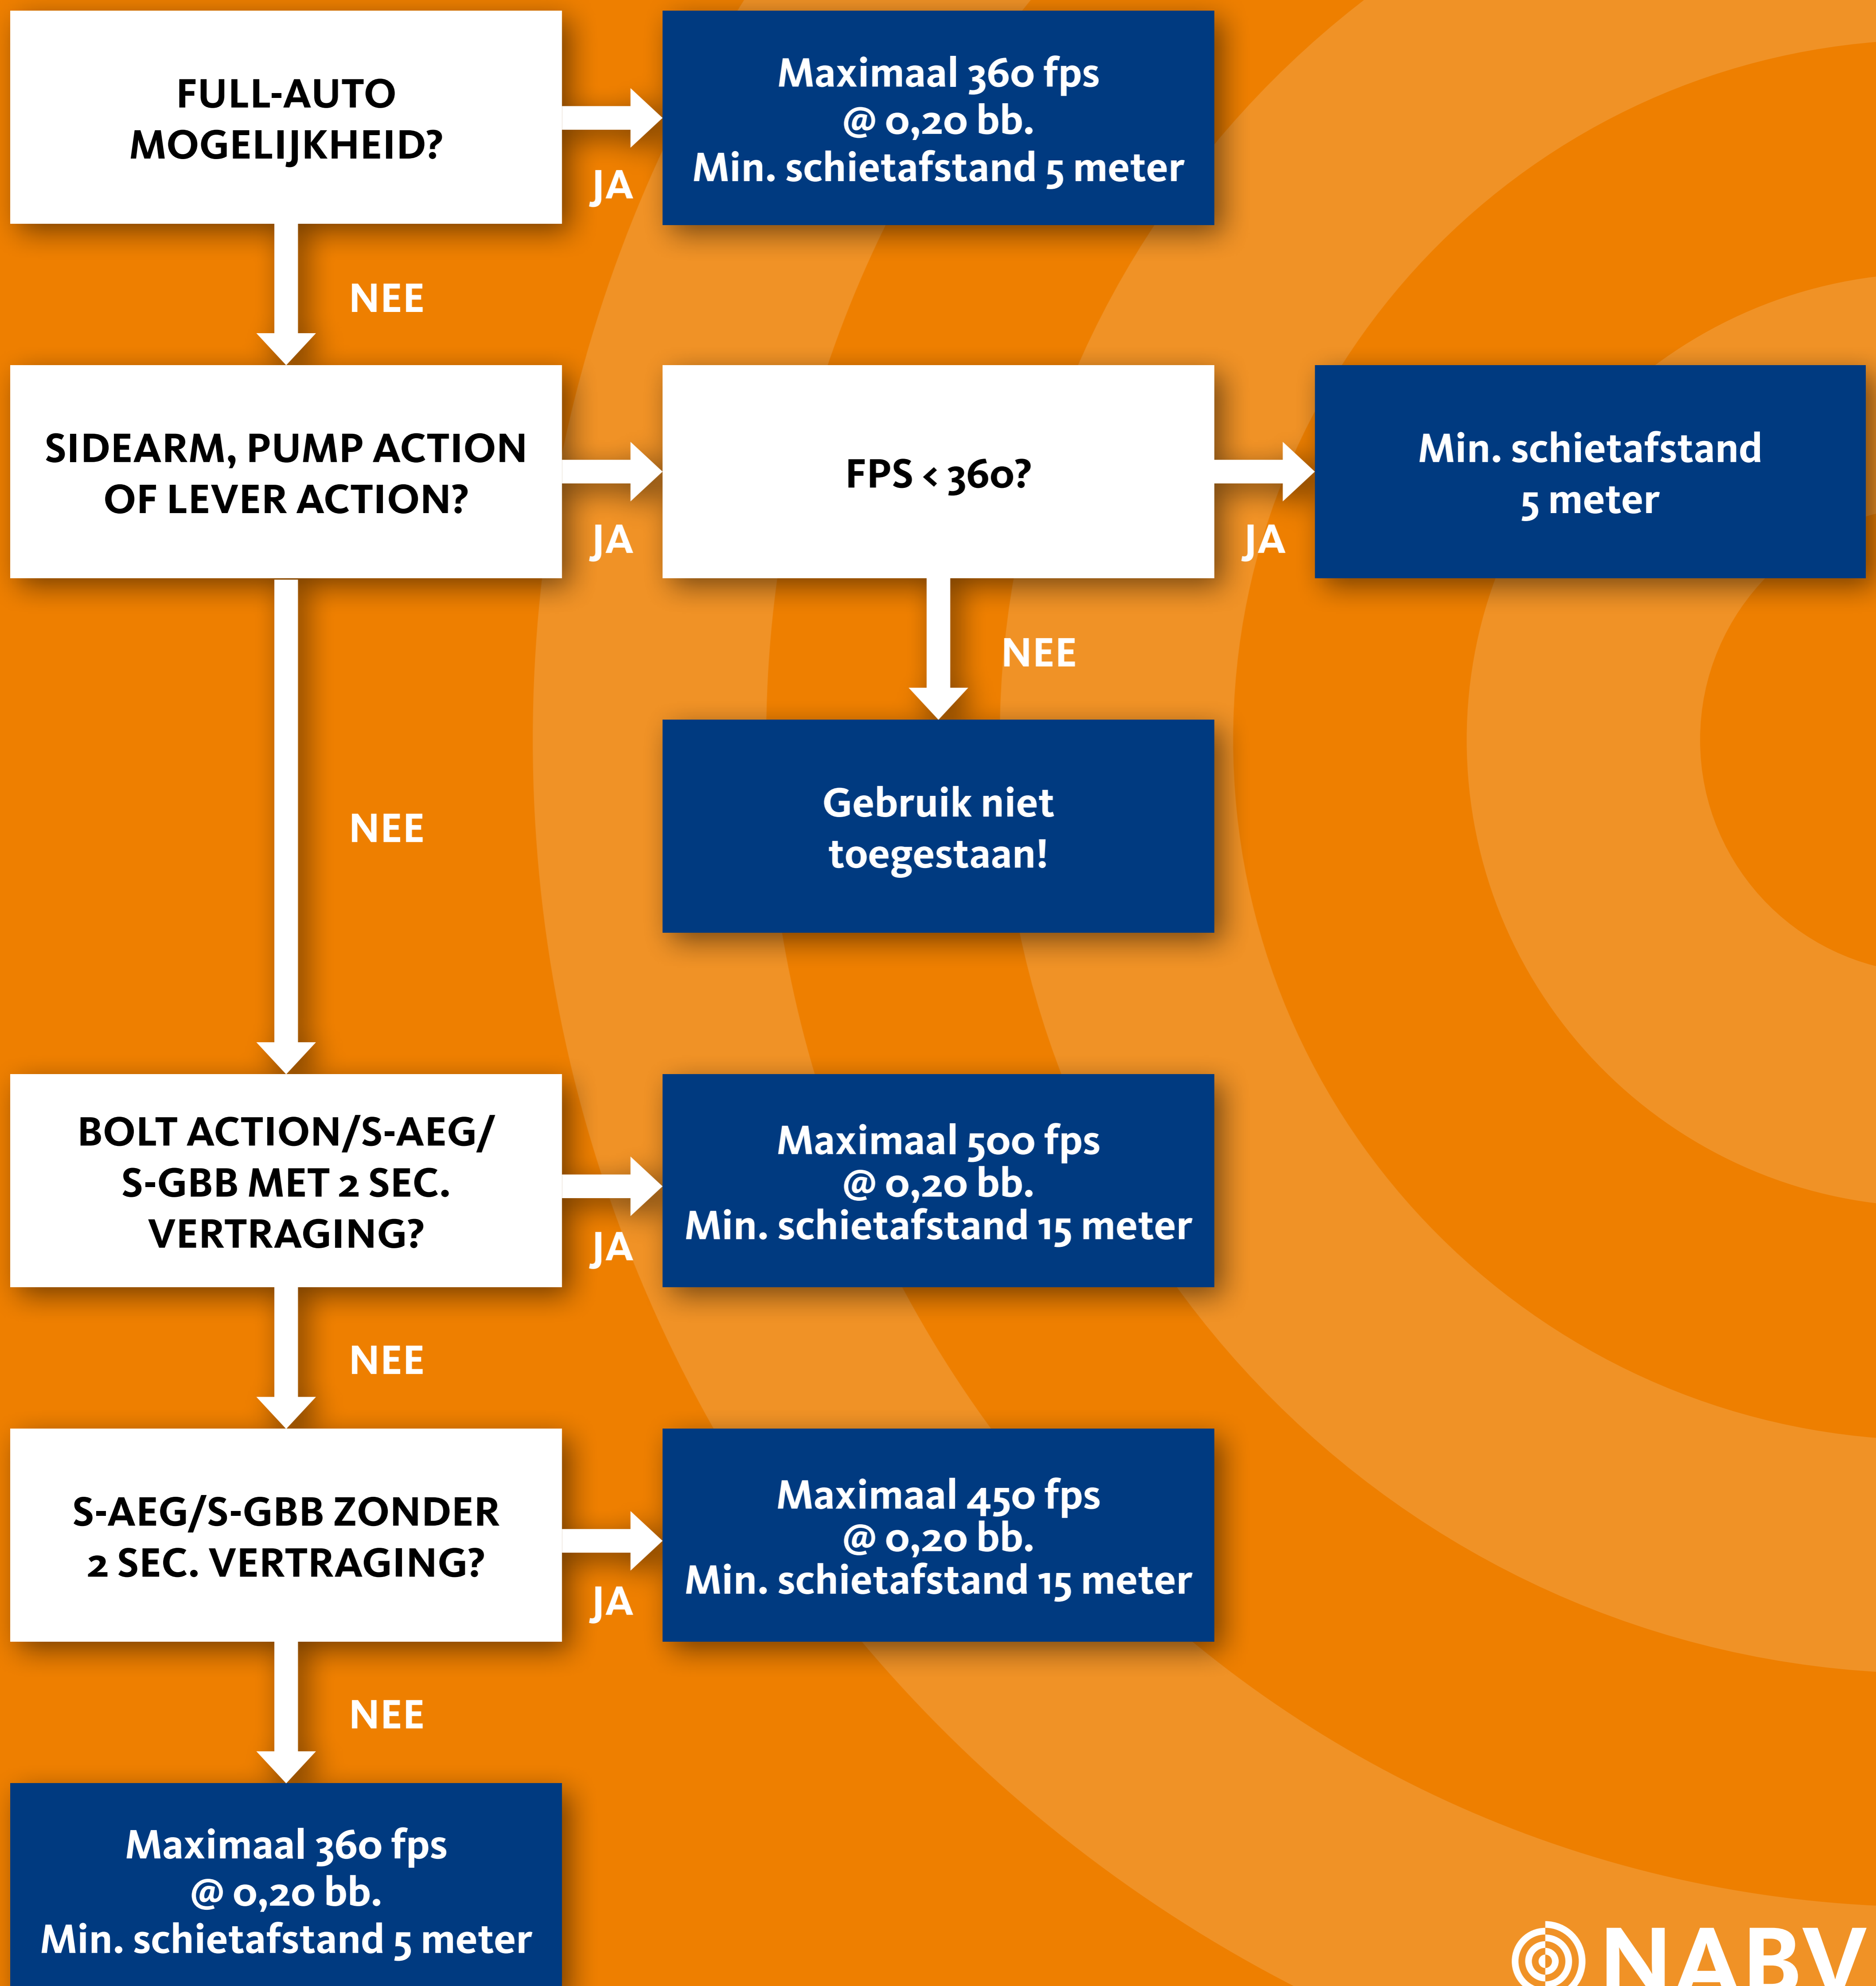 FULL-AUTO
MOGELIJKHEID?
JA
Maximaal 360 fps
@ 0,20 bb.
Min. schietafstand 5 meter
NEE
SIDEARM, PUMP ACTION
OF LEVER ACTION?
JA
FPS < 360?
JA
Min. schietafstand
5 meter
NEE
Gebruik niet
toegestaan!
NEE
BOLT ACTION/S-AEG/
S-GBB MET 2 SEC.
VERTRAGING?
JA
Maximaal 500 fps
@ 0,20 bb.
Min. schietafstand 15 meter
NEE
S-AEG/S-GBB ZONDER
2 SEC. VERTRAGING?
JA
Maximaal 450 fps
@ 0,20 bb.
Min. schietafstand 15 meter
NEE
Maximaal 360 fps
@ 0,20 bb.
Min. schietafstand 5 meter
NABV